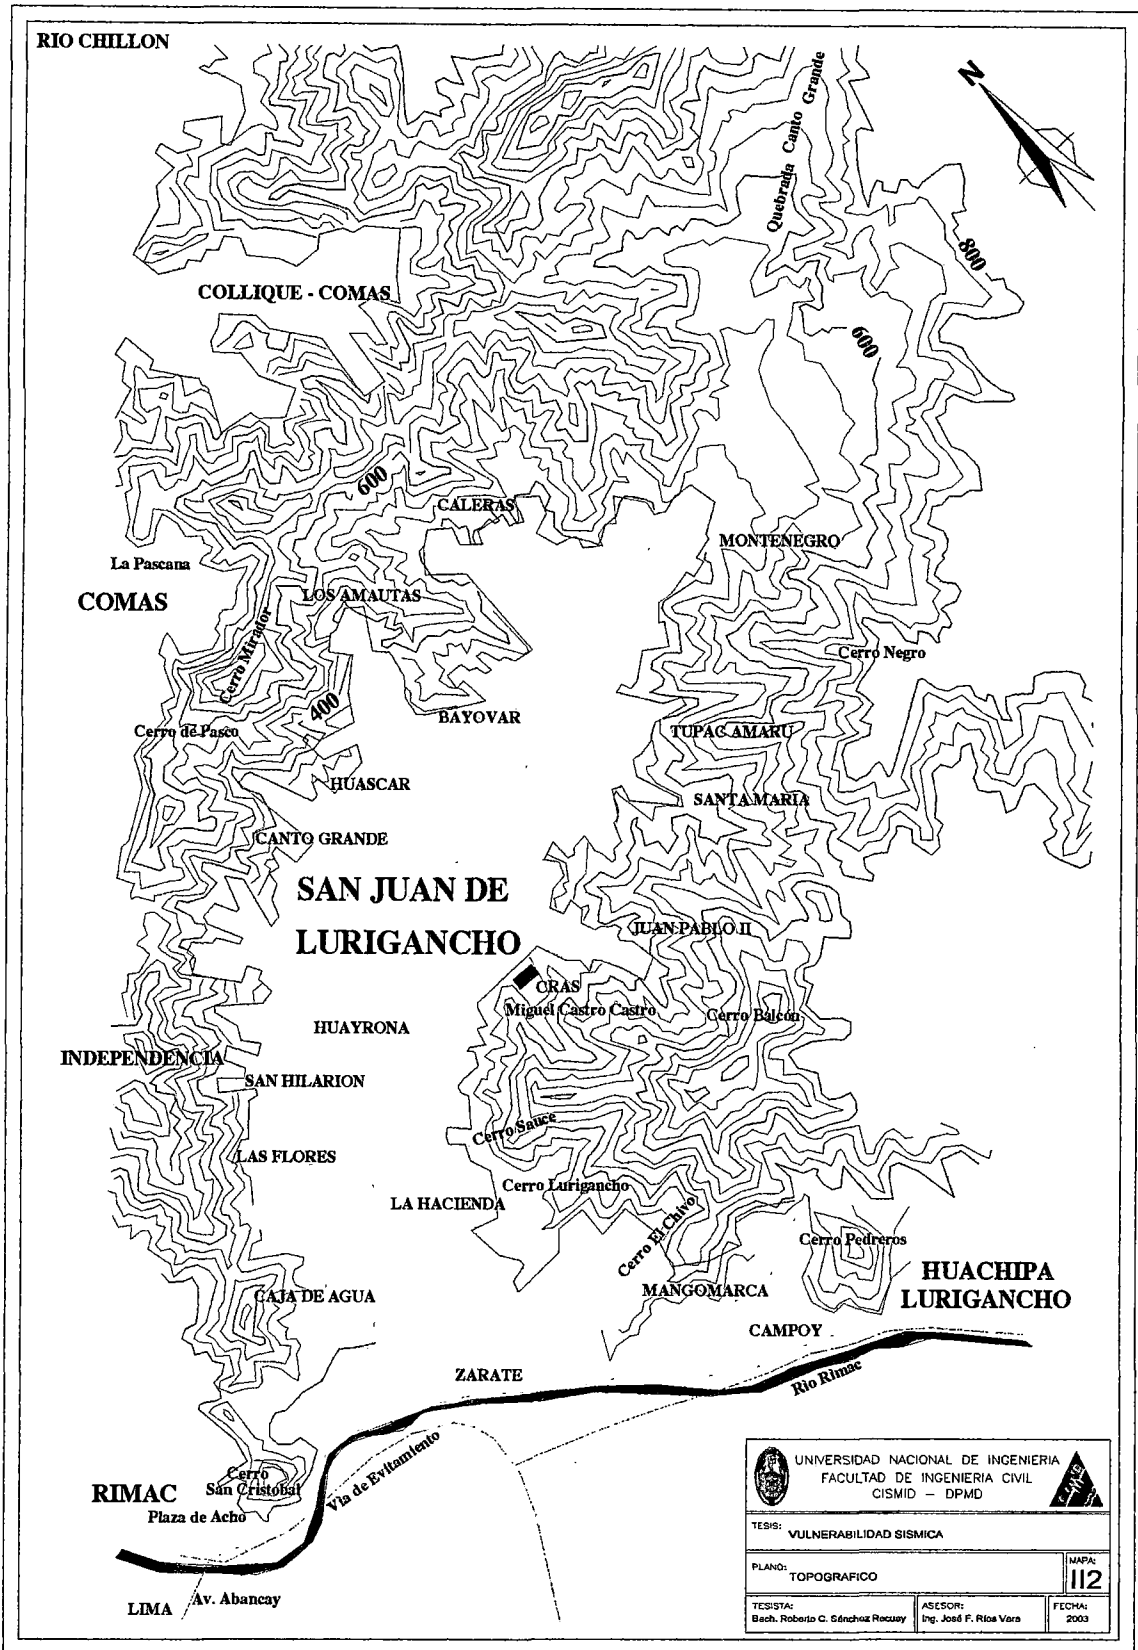 RIO CHILLON
N
Quebrada Canto Grande
800
COLLIQUE - COMAS
600
600
CALERAS
MONTENEGRO
La Pascana
COMAS
LOS AMAUTAS
Cerro Mirador
Cerro Negro
400
BAYOVAR
Cerro de Pasco
TUPAC AMARU
HUASCAR
SANTA MARIA
CANTO GRANDE
SAN JUAN DE
LURIGANCHO
JUAN PABLO II
CRAS
Miguel Castro Castro
Cerro Balcón
HUAYRONA
INDEPENDENCIA
SAN HILARION
Cerro Sauce
LAS FLORES
Cerro Lurigancho
LA HACIENDA
Cerro El Chivo
Cerro Pedreros
HUACHIPA
LURIGANCHO
MANGOMARCA
CAJA DE AGUA
CAMPOY
ZARATE
Rio Rimac
Via de Evitamiento
Cerro
San Cristobal
RIMAC
Plaza de Acho
Av. Abancay
LIMA
UNIVERSIDAD NACIONAL DE INGENIERIA
FACULTAD DE INGENIERIA CIVIL
CISMID – DPMD
TESIS: VULNERABILIDAD SISMICA
PLANO: TOPOGRAFICO
MAPA:
112
TESISTA:
Bach. Roberto C. Sánchez Recuay
ASESOR:
Ing. José F. Ríos Vara
FECHA:
2003